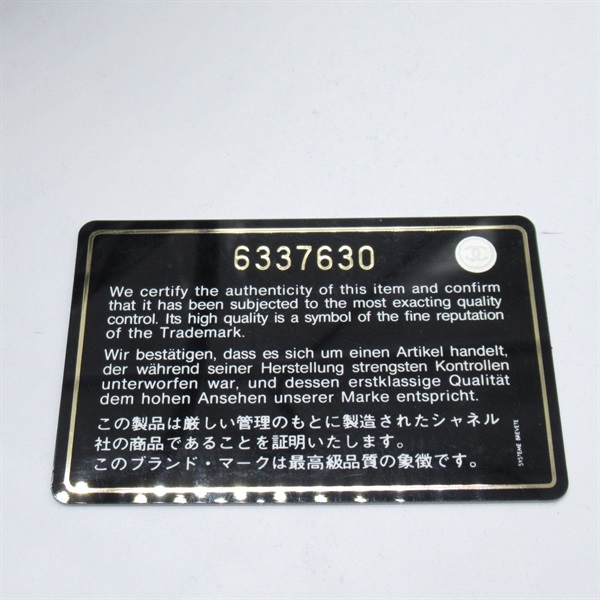 6337630
We certify the authenticity of this item and confirm
that it has been subjected to the most exacting quality
control. Its high quality is a symbol of the fine reputation
of the Trademark.
Wir bestätigen, dass es sich um einen Artikel handelt,
der während seiner Herstellung strengsten Kontrollen
unterworfen war, und dessen erstklassige Qualität
dem hohen Ansehen unserer Marke entspricht.
この製品は厳しい管理のもとに製造されたシャネル
社の商品であることを証明いたします。
このブランド・マークは最高級品質の象徴です。
SYSTEME BREVETE